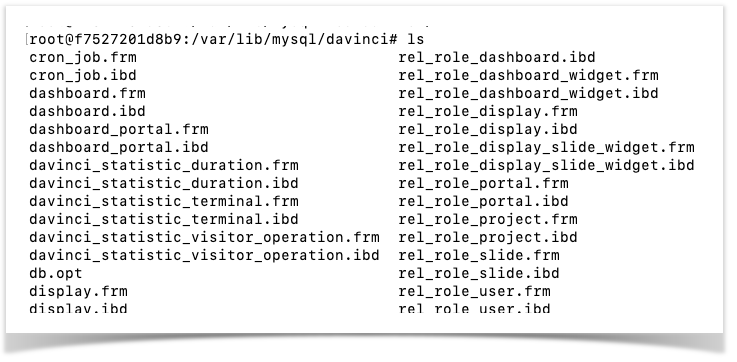 [root@f7527201d8b9:/var/lib/mysql/davinci# ls
cron_job.frm rel_role_dashboard.ibd
cron_job.ibd rel_role_dashboard_widget.frm
dashboard.frm rel_role_dashboard_widget.ibd
dashboard.ibd rel_role_display.frm
dashboard_portal.frm rel_role_display.ibd
dashboard_portal.ibd rel_role_display_slide_widget.frm
davinci_statistic_duration.frm rel_role_display_slide_widget.ibd
davinci_statistic_duration.ibd rel_role_portal.frm
davinci_statistic_terminal.frm rel_role_portal.ibd
davinci_statistic_terminal.ibd rel_role_project.frm
davinci_statistic_visitor_operation.frm rel_role_project.ibd
davinci_statistic_visitor_operation.ibd rel_role_slide.frm
db.opt rel_role_slide.ibd
display.frm rel_role_user.frm
display.ibd rel_role_user.ibd